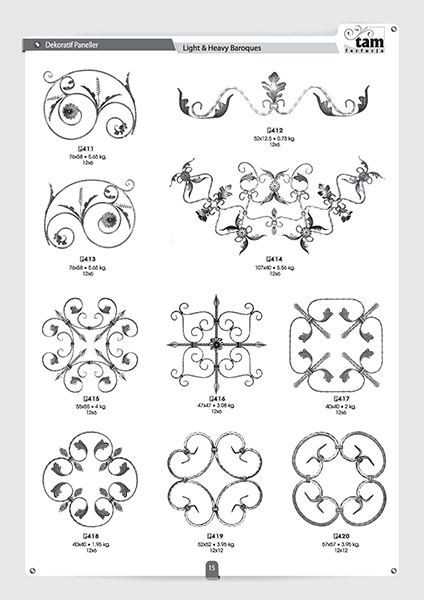 Dekoratif Paneller
Light & Heavy Baroques
tam
ferforje
411
76x58 • 5.65 kg.
12x6
412
52x12.5 • 0.73 kg.
12x6
413
76x58 • 5.65 kg.
12x6
414
107x40 • 5.56 kg.
12x6
415
55x55 • 4 kg.
12x6
416
47x47 • 3.08 kg.
12x6
417
40x40 • 2 kg.
12x6
418
40x40 • 1.95 kg.
12x6
419
52x52 • 3.95 kg.
12x12
420
57x57 • 3.95 kg.
12x12
15